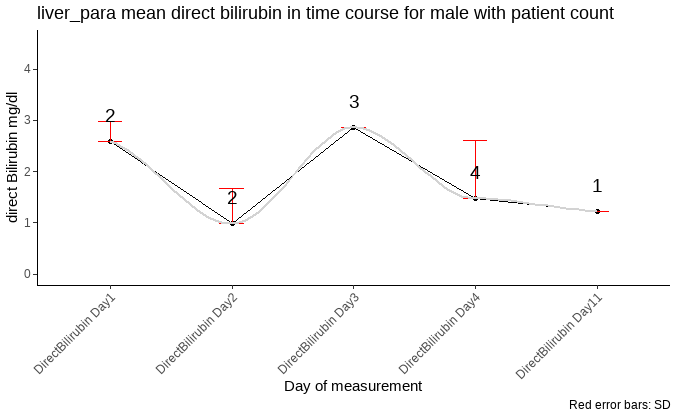 liver_para mean direct bilirubin in time course for male with patient count
direct Bilirubin mg/dl
4
3
2
1
0
2
2
3
4
1
DirectBilirubin Day1
DirectBilirubin Day2
DirectBilirubin Day3
DirectBilirubin Day4
DirectBilirubin Day11
Day of measurement
Red error bars: SD